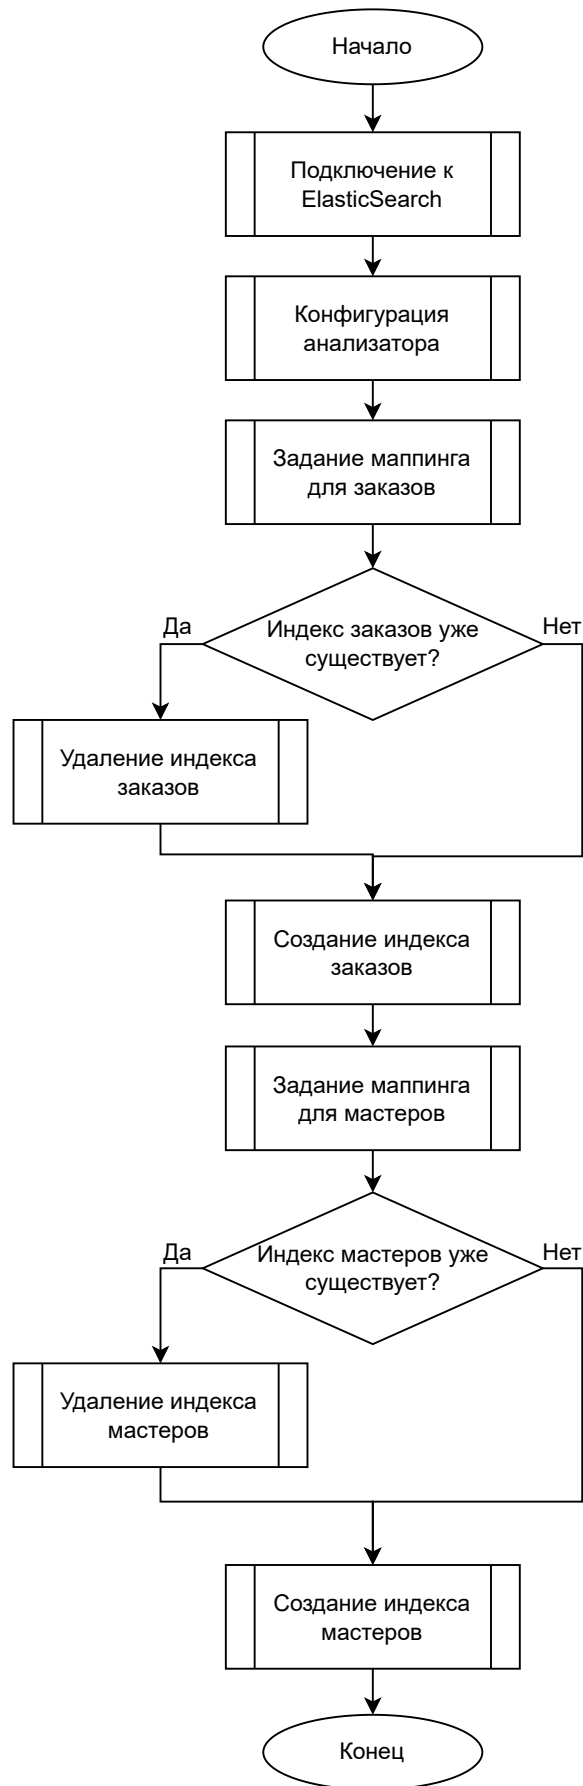 Начало
Подключение к
ElasticSearch
Конфигурация
анализатора
Задание маппинга
для заказов
Индекс заказов уже
существует?
Да
Нет
Удаление индекса
заказов
Создание индекса
заказов
Задание маппинга
для мастеров
Индекс мастеров уже
существует?
Да
Нет
Удаление индекса
мастеров
Создание индекса
мастеров
Конец